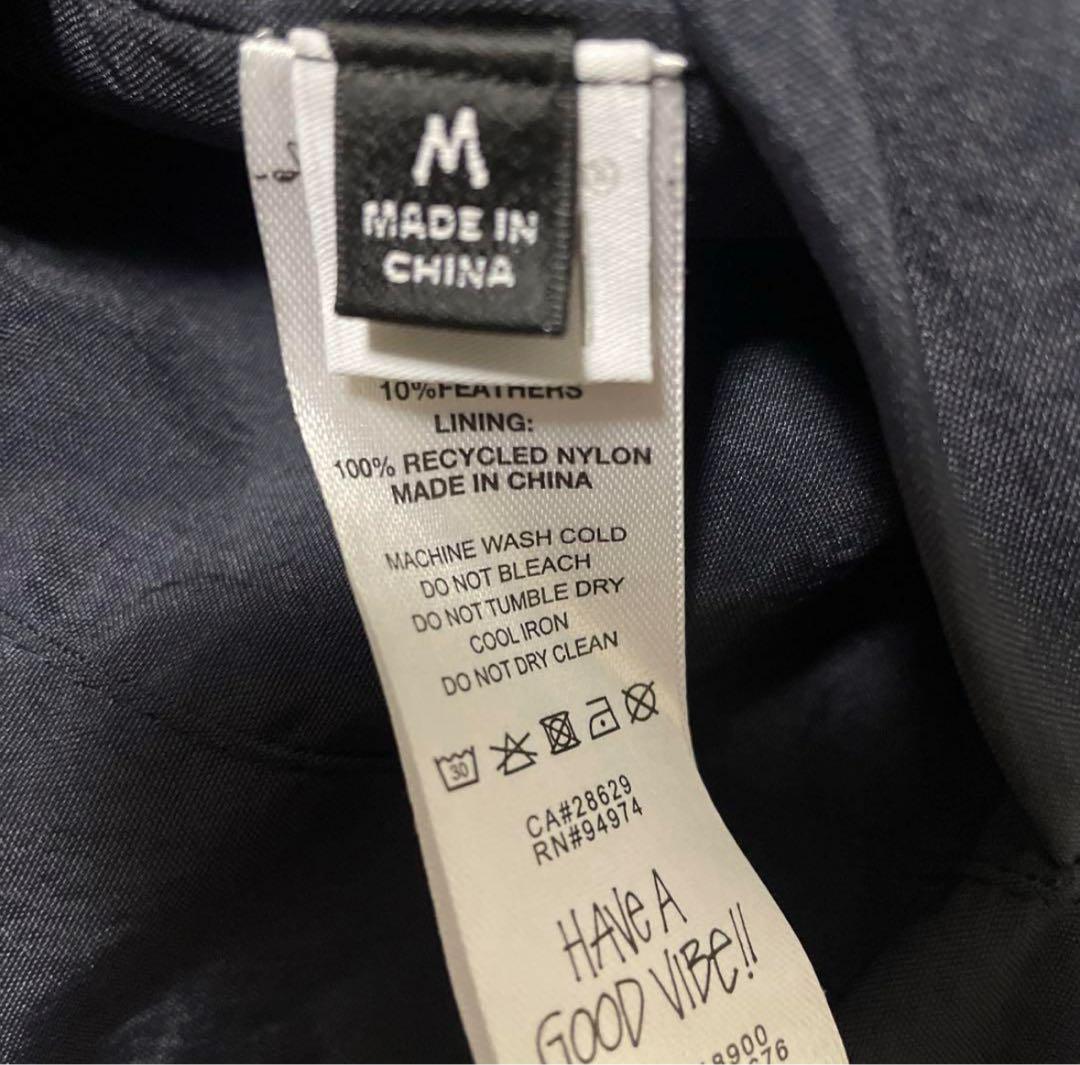 M
MADE IN
CHINA
10%FEATHERS
LINING:
100% RECYCLED NYLON
MADE IN CHINA
MACHINE WASH COLD
DO NOT BLEACH
DO NOT TUMBLE DRY
COOL IRON
DO NOT DRY CLEAN
30
CA#28629
RN#94974
HAVE A
GOOD VIBE!!